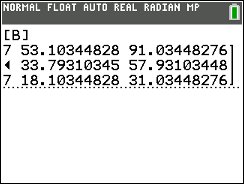 NORMAL FLOAT AUTO REAL RADIAN MP
[B]
7 53.10344828 91.03448276]
◂ 33.79310345 57.93103448
7 18.10344828 31.03448276]